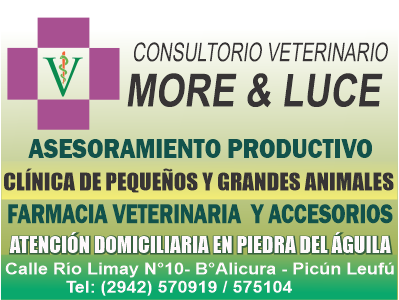 V
CONSULTORIO VETERINARIO
MORE & LUCE
ASESORAMIENTO PRODUCTIVO
CLÍNICA DE PEQUEÑOS Y GRANDES ANIMALES
FARMACIA VETERINARIA Y ACCESORIOS
ATENCIÓN DOMICILIARIA EN PIEDRA DEL ÁGUILA
Calle Río Limay N°10- B°Alicura - Picún Leufú
Tel: (2942) 570919 / 575104